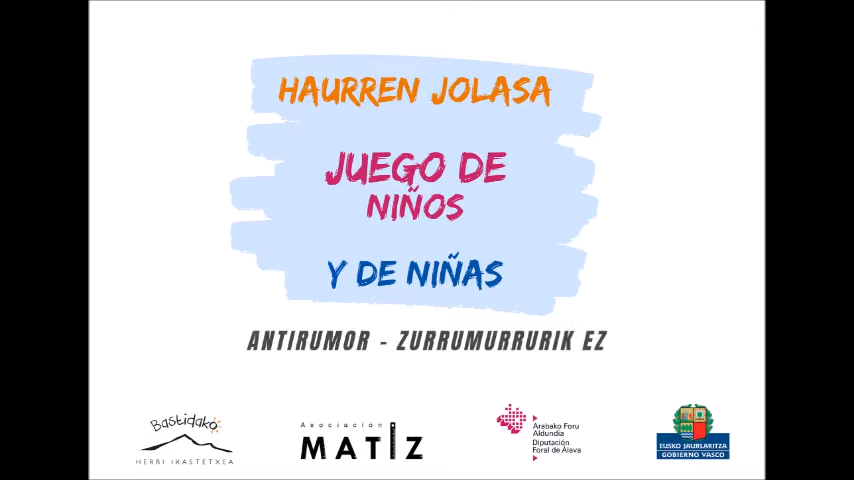 HAURREN JOLASA
JUEGO DE
NIÑOS
Y DE NIÑAS
ANTIRUMOR - ZURRUMURRURIK EZ
Bastidako
HERRI IKASTETXEA
Asociación
MATIZ
Arabako Foru
Aldundia
Diputación
Foral de Álava
EUSKO JAURLARITZA
GOBIERNO VASCO